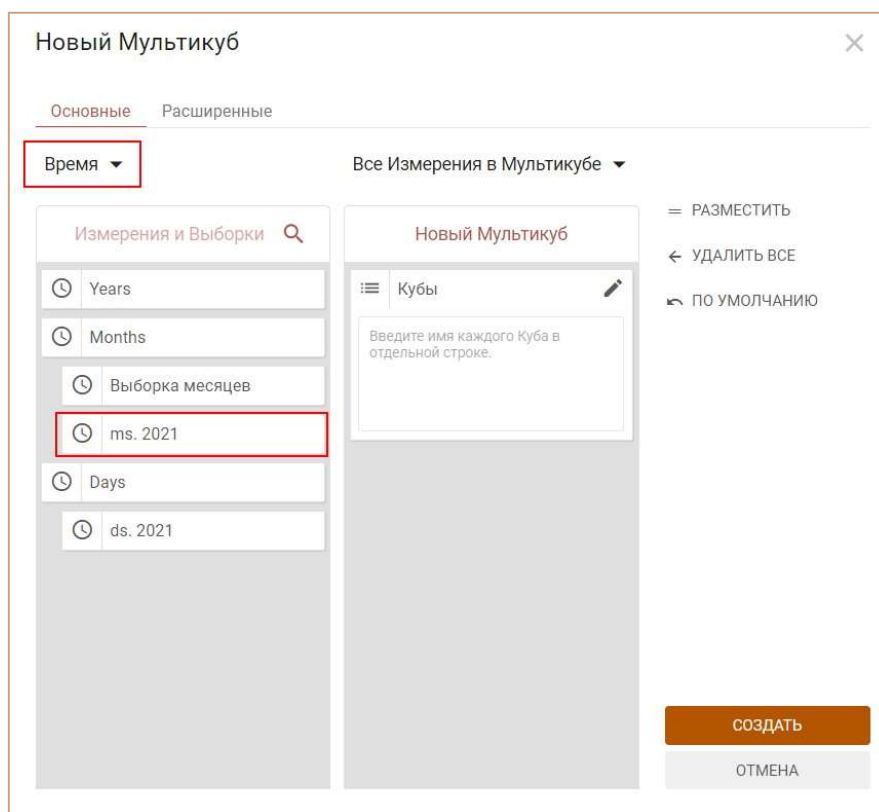 Новый Мультикуб
Основные Расширенные
Время Все Измерения в Мультикубе
Измерения и Выборки
Years
Months
Выборка месяцев
ms. 2021
Days
ds. 2021
Новый Мультикуб
Кубы
Введите имя каждого Куба в
отдельной строке.
РАЗМЕСТИТЬ
УДАЛИТЬ ВСЕ
ПО УМОЛЧАНИЮ
СОЗДАТЬ
ОТМЕНА